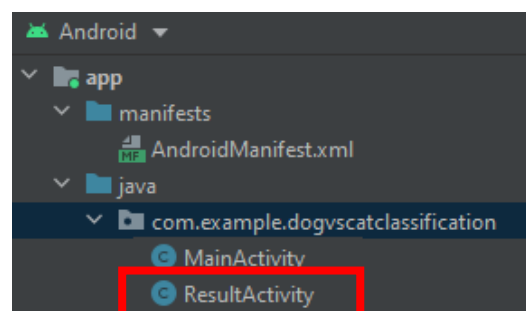 Android
app
manifests
AndroidManifest.xml
java
com.example.dogvscatclassification
MainActivity
ResultActivity